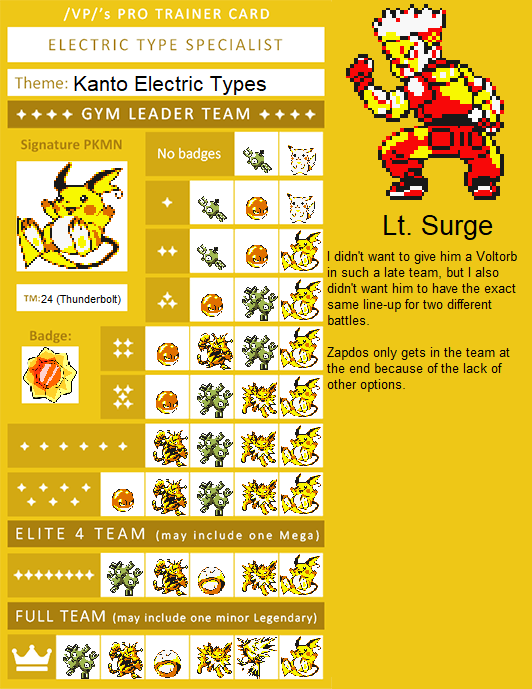 /VP/'s PRO TRAINER CARD
ELECTRIC TYPE SPECIALIST
Theme: Kanto Electric Types
GYM LEADER TEAM
Signature PKMN
No badges
TM:24 (Thunderbolt)
Badge:
ELITE 4 TEAM (may include one Mega)
FULL TEAM (may include one minor Legendary)
Lt. Surge
I didn't want to give him a Voltorb
in such a late team, but I also
didn't want him to have the exact
same line-up for two different
battles.
Zapdos only gets in the team at
the end because of the lack of
other options.